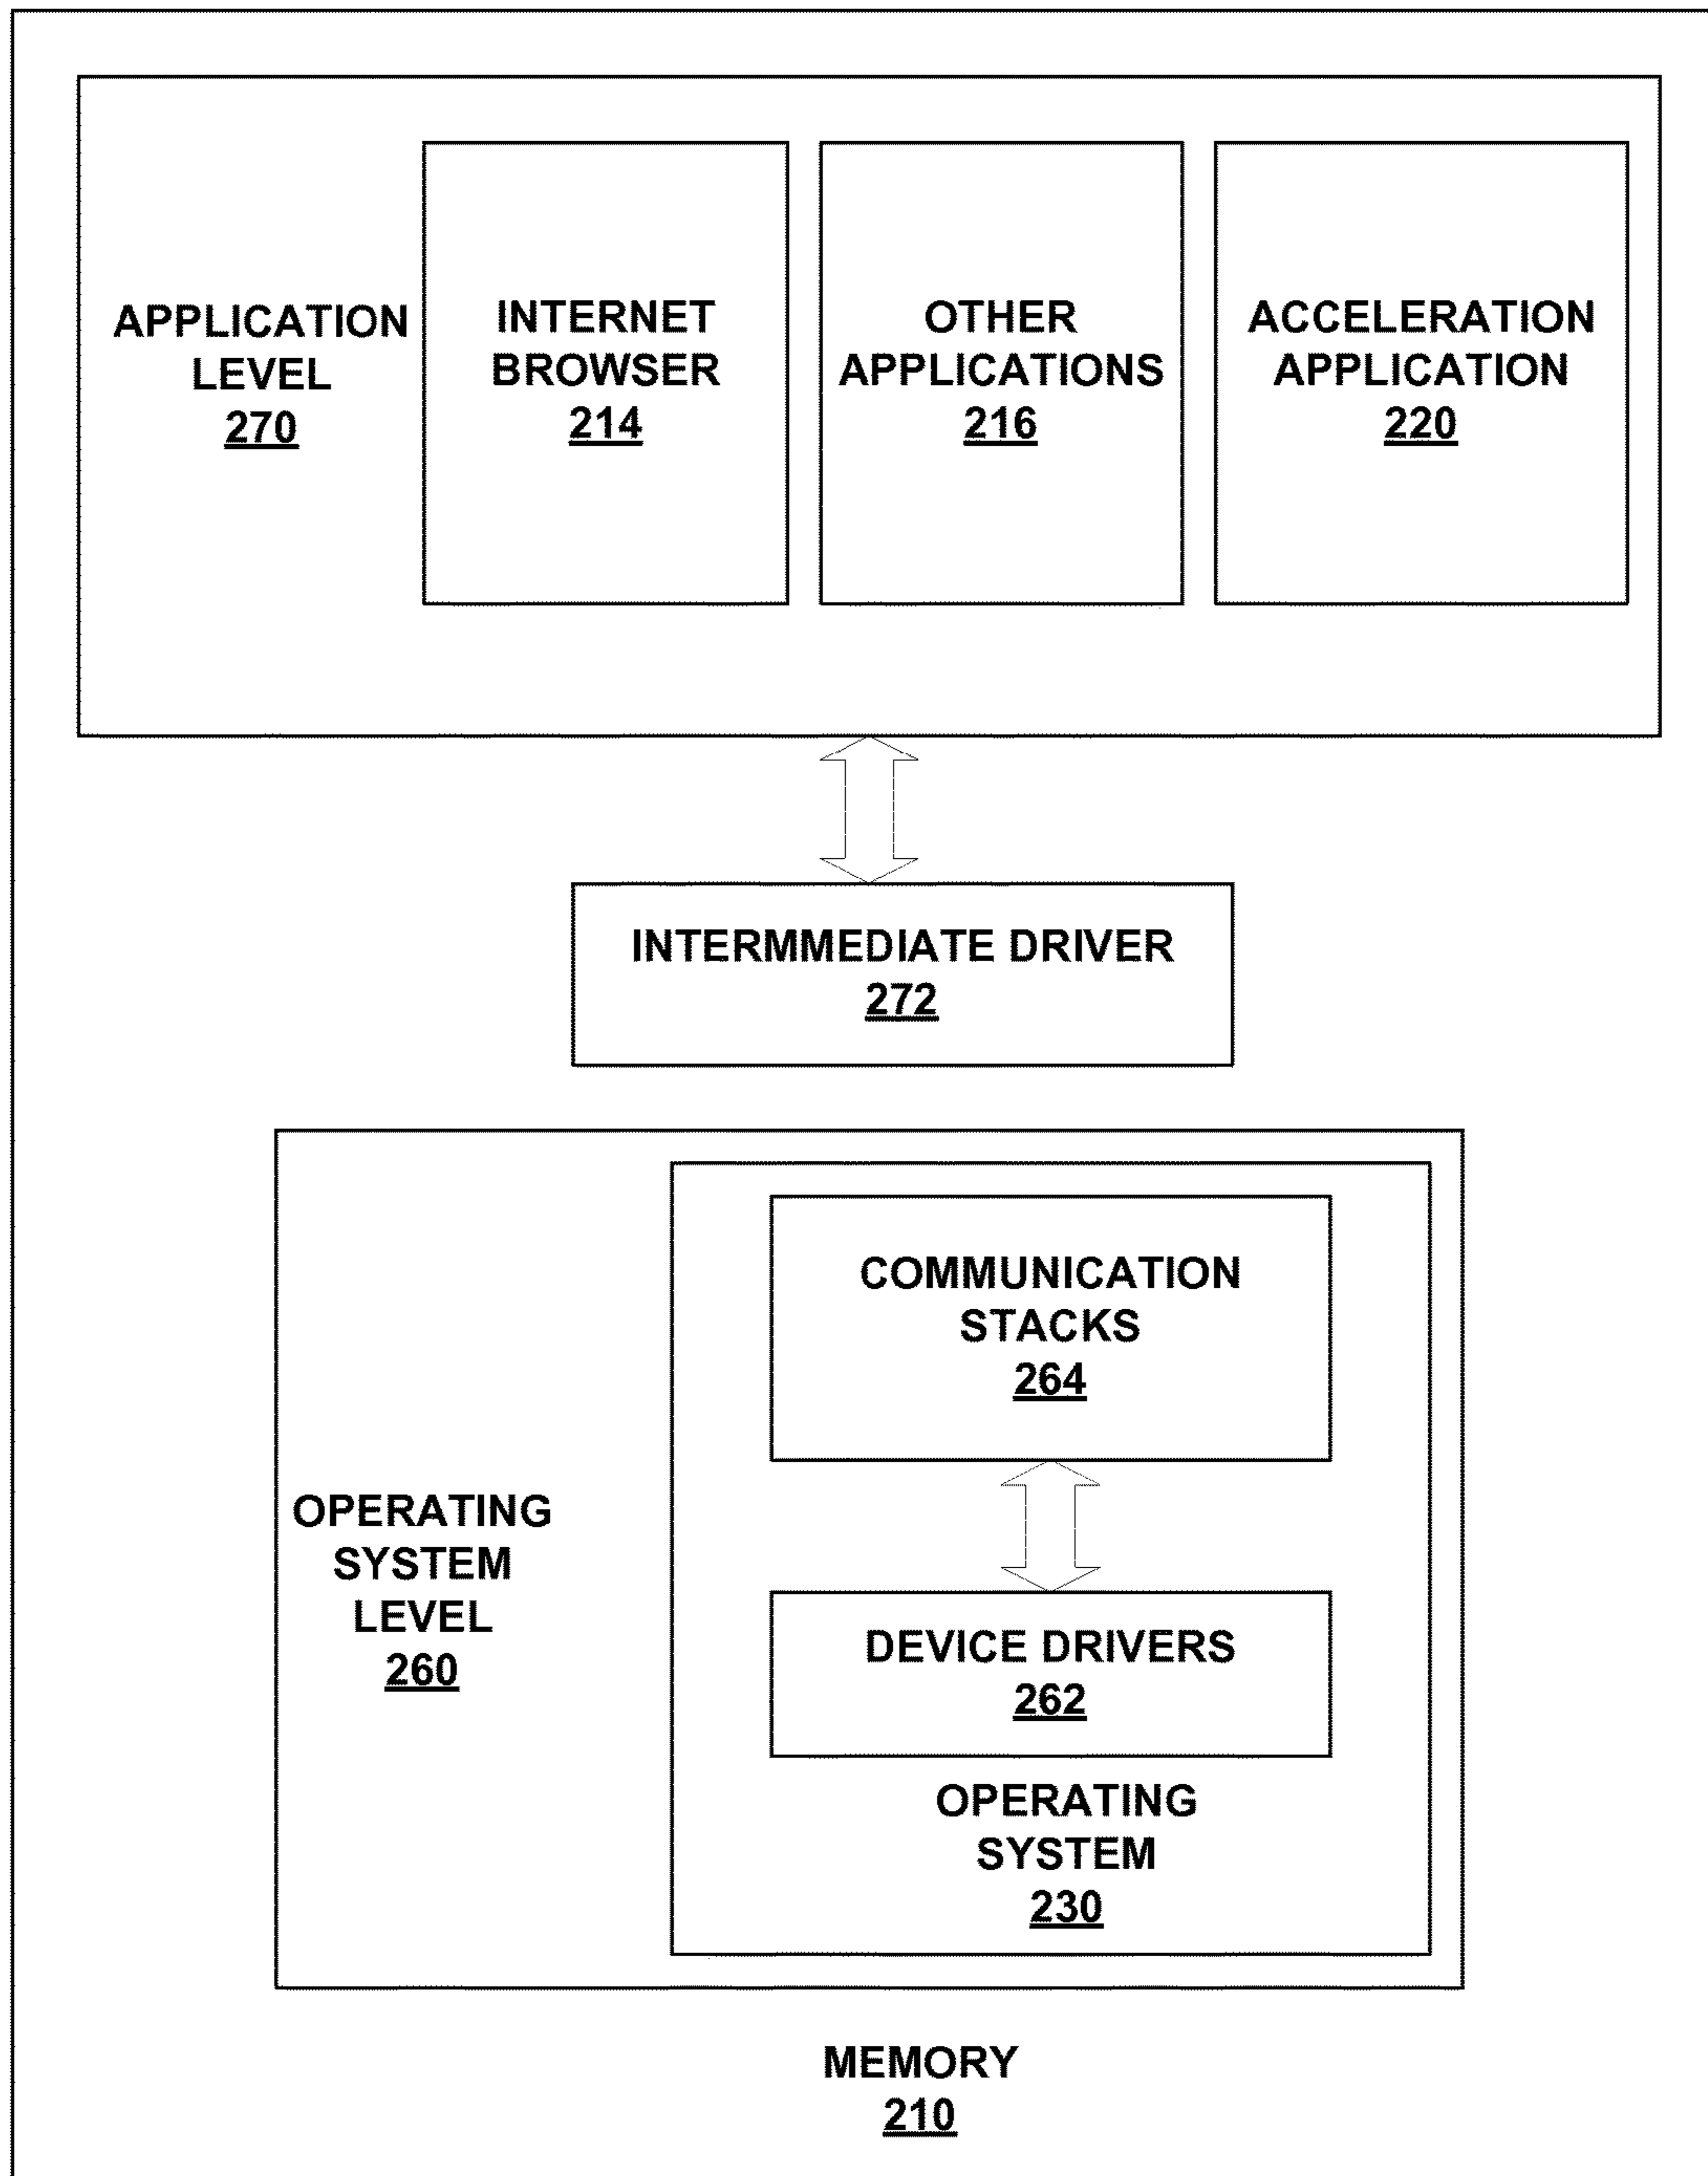 APPLICATION
LEVEL
270
INTERNET
BROWSER
214
OTHER
APPLICATIONS
216
ACCELERATION
APPLICATION
220
INTERMMEDIATE DRIVER
272
COMMUNICATION
STACKS
264
OPERATING
SYSTEM
LEVEL
260
DEVICE DRIVERS
262
OPERATING
SYSTEM
230
MEMORY
210